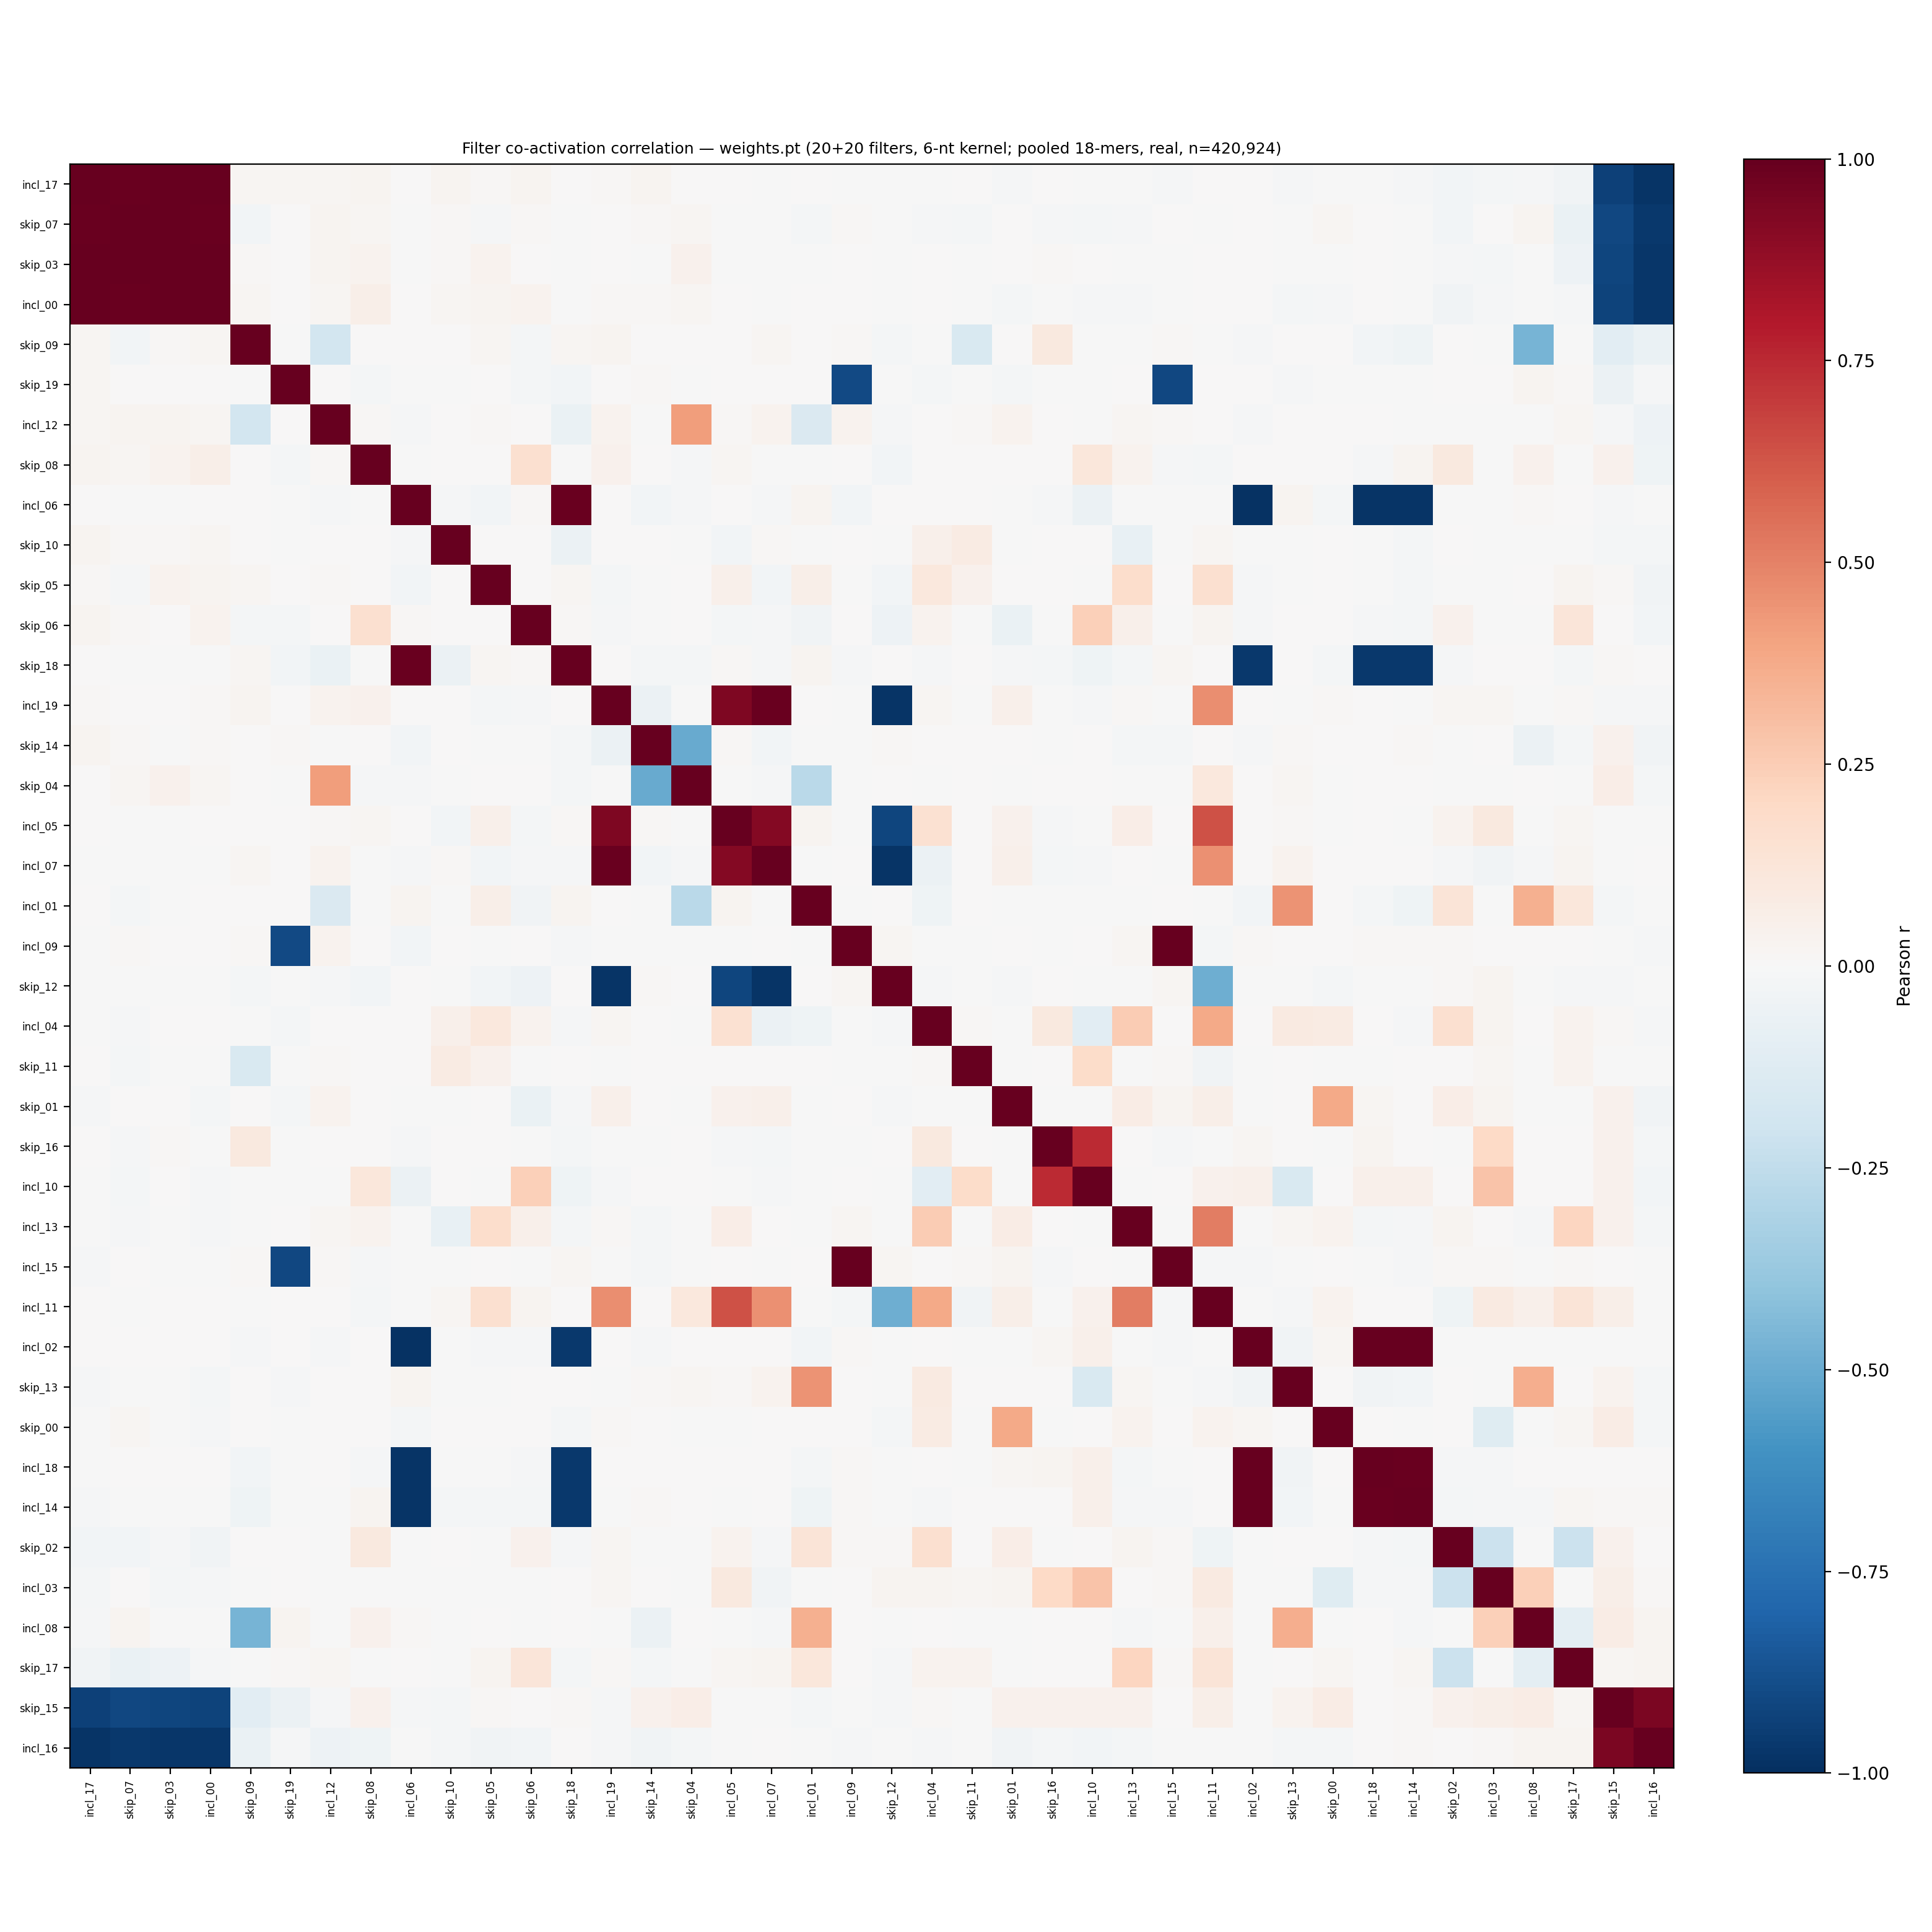 Filter co-activation correlation — weights.pt (20+20 filters, 6-nt kernel; pooled 18-mers, real, n=420,924)
incl_17
skip_07
skip_03
incl_00
skip_09
skip_19
incl_12
skip_08
incl_06
skip_10
skip_05
skip_06
skip_18
incl_19
skip_14
skip_04
incl_05
incl_07
incl_01
incl_09
skip_12
incl_04
skip_11
skip_01
skip_16
incl_10
incl_13
incl_15
incl_11
incl_02
skip_13
skip_00
incl_18
incl_14
skip_02
incl_03
incl_08
skip_17
skip_15
incl_16
incl_17
skip_07
skip_03
incl_00
skip_09
skip_19
incl_12
skip_08
incl_06
skip_10
skip_05
skip_06
skip_18
incl_19
skip_14
skip_04
incl_05
incl_07
incl_01
incl_09
skip_12
incl_04
skip_11
skip_01
skip_16
incl_10
incl_13
incl_15
incl_11
incl_02
skip_13
skip_00
incl_18
incl_14
skip_02
incl_03
incl_08
skip_17
skip_15
incl_16
1.00
0.75
0.50
0.25
0.00
−0.25
−0.50
−0.75
−1.00
Pearson r